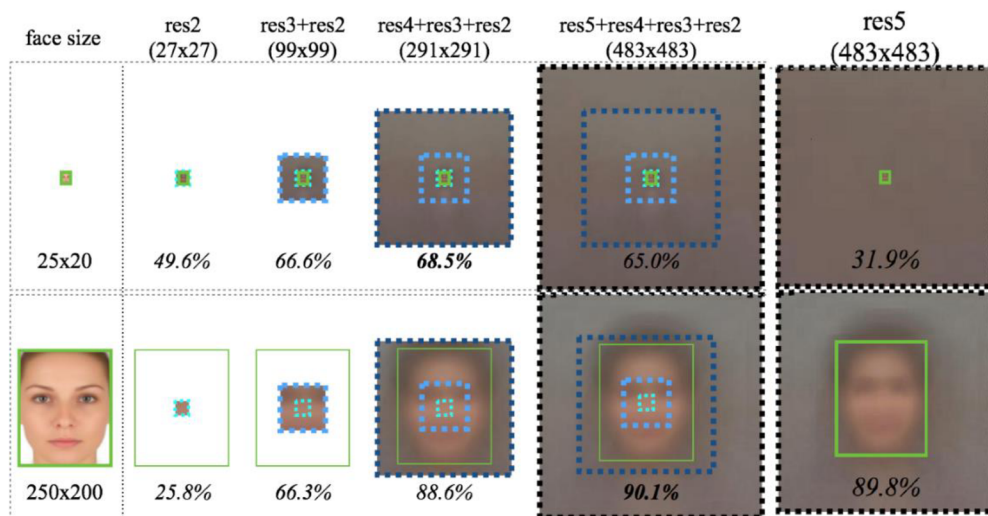 face size
res2
(27x27)
res3+res2
(99x99)
res4+res3+res2
(291x291)
res5+res4+res3+res2
(483x483)
res5
(483x483)
25x20
49.6%
66.6%
68.5%
65.0%
31.9%
250x200
25.8%
66.3%
88.6%
90.1%
89.8%